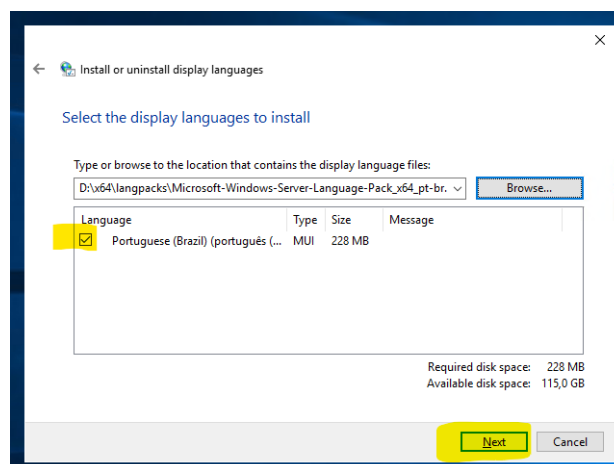 Install or uninstall display languages
Select the display languages to install
Type or browse to the location that contains the display language files:
D:\x64\langpacks\Microsoft-Windows-Server-Language-Pack_x64_pt-br. Browse...
Language Type Size Message
Portuguese (Brazil) (português (... MUI 228 MB
Required disk space: 228 MB
Available disk space: 115,0 GB
Next Cancel